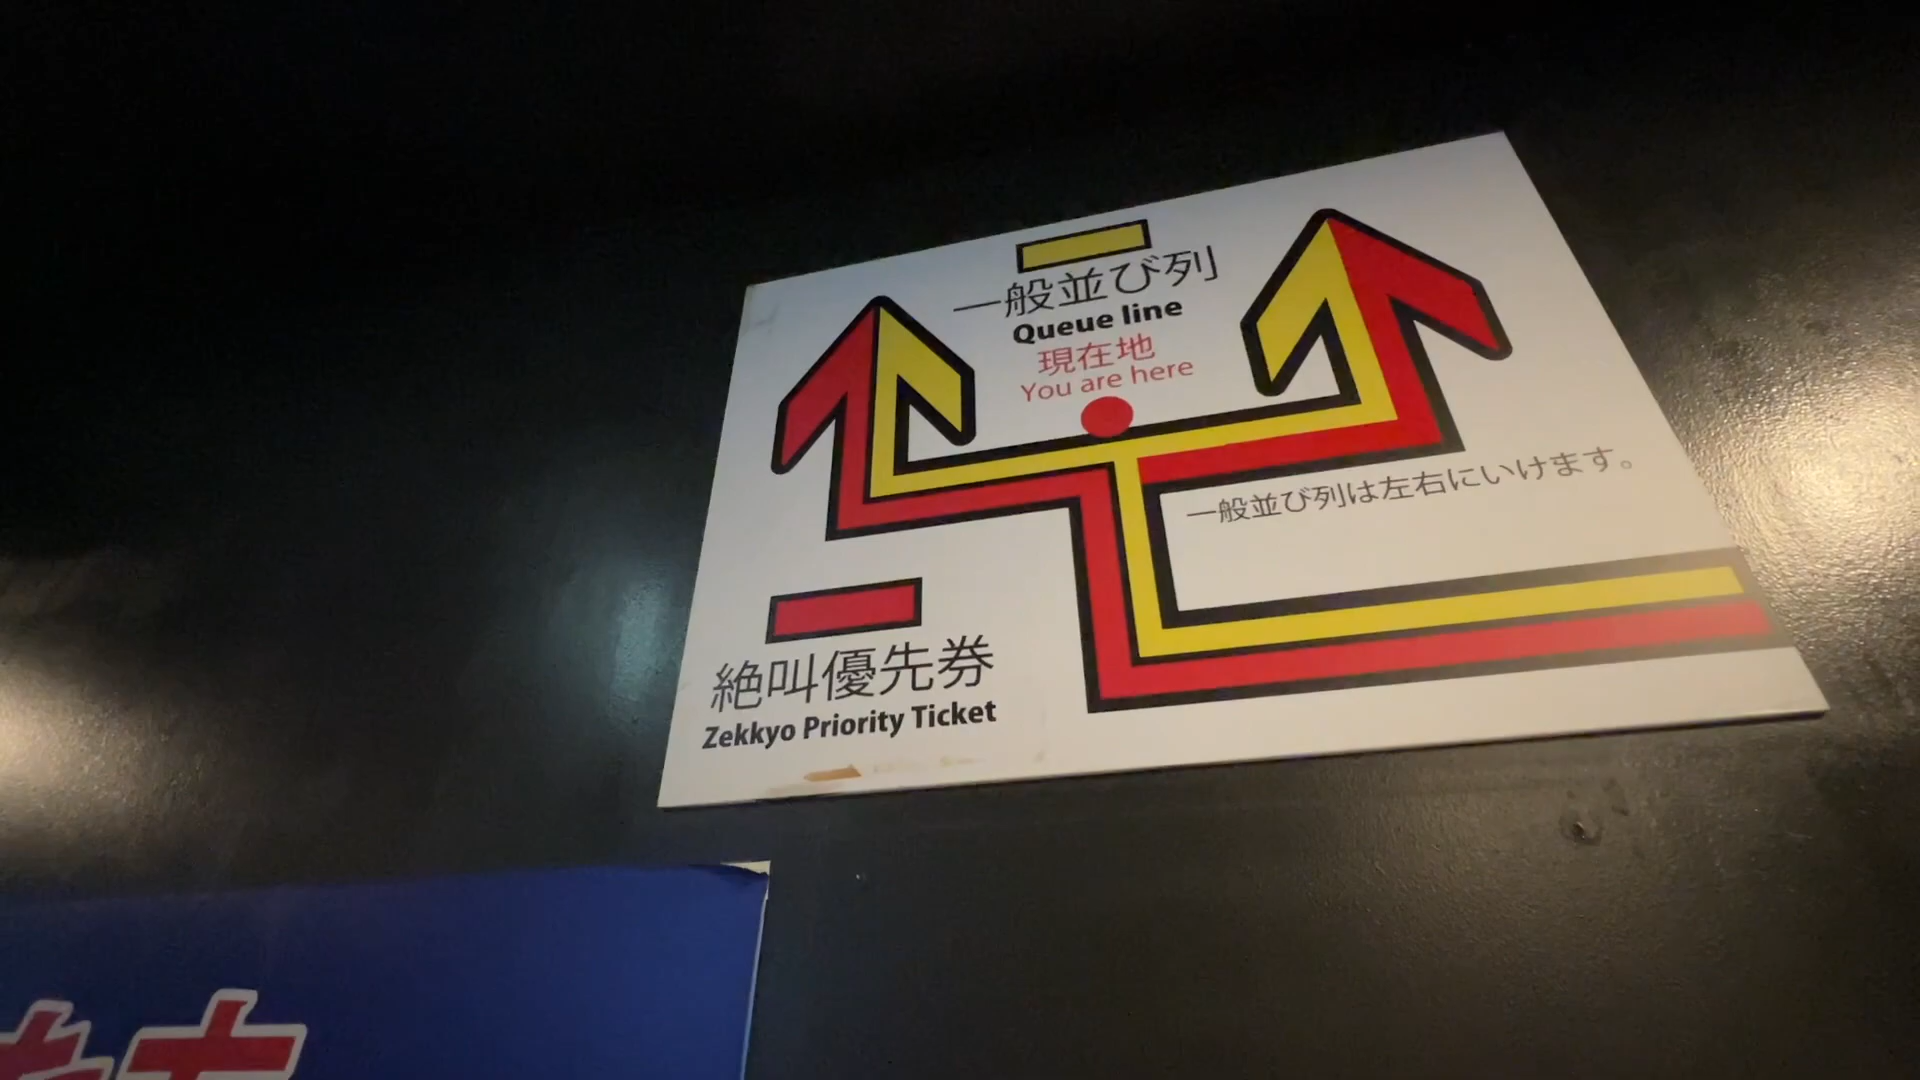 一般並び列
Queue line
現在地
You are here
一般並び列は左右にいけます。
絶叫優先券
Zekkyo Priority Ticket